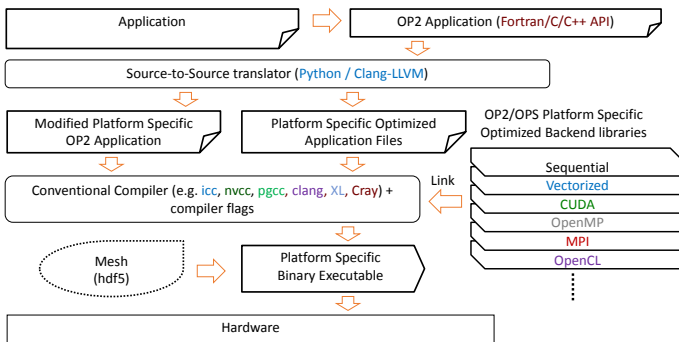 Application
OP2 Application (Fortran/C/C++ API)
Source-to-Source translator (Python / Clang-LLVM)
Modified Platform Specific
OP2 Application
Platform Specific Optimized
Application Files
OP2/OPS Platform Specific
Optimized Backend libraries
Sequential
Vectorized
CUDA
OpenMP
MPI
OpenCL
Link
Conventional Compiler (e.g. icc, nvcc, pgcc, clang, XL, Cray) +
compiler flags
Mesh
(hdf5)
Platform Specific
Binary Executable
Hardware